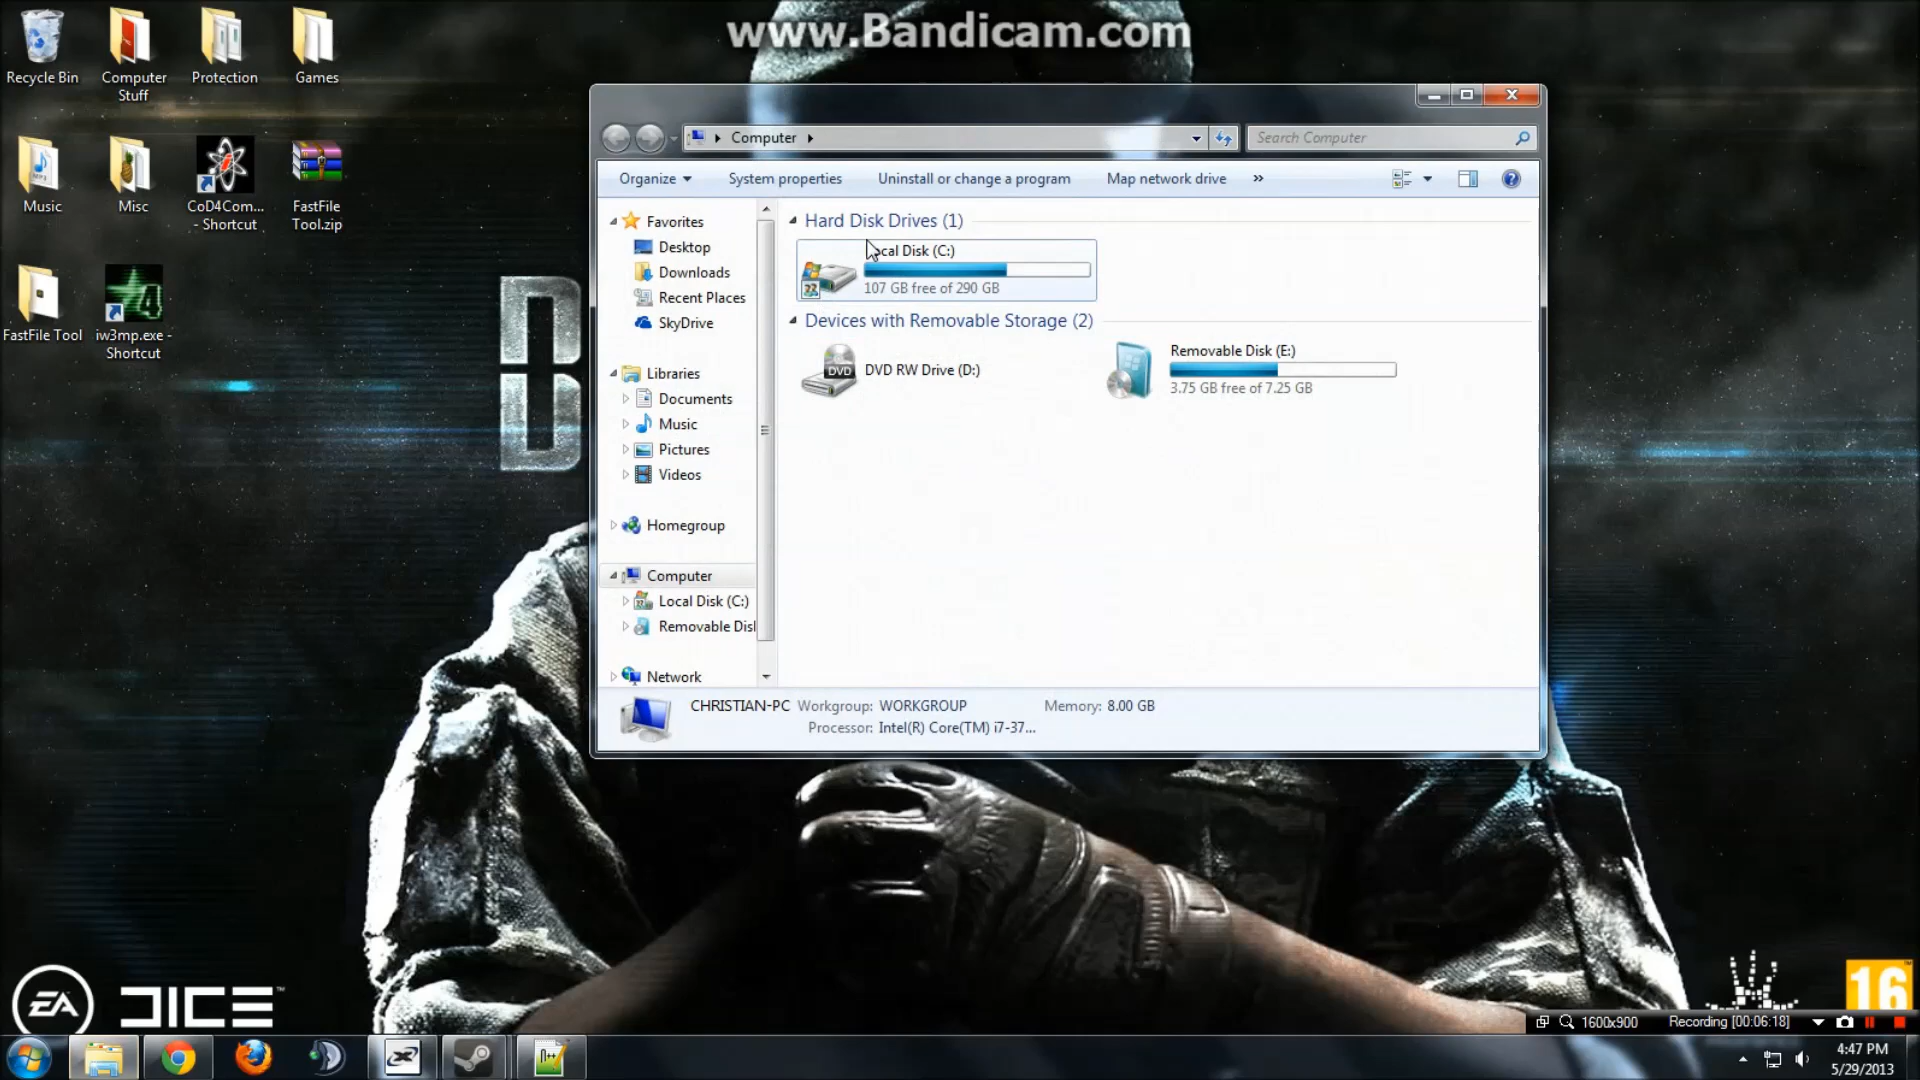 www.Bandicam.com
Recycle Bin
Computer Stuff
Protection
Games
Music
Misc
CoD4Com... - Shortcut
FastFile Tool.zip
FastFile Tool
iw3mp.exe - Shortcut
Computer
Search Computer
Organize
System properties
Uninstall or change a program
Map network drive
»
Favorites
Desktop
Downloads
Recent Places
SkyDrive
Libraries
Documents
Music
Pictures
Videos
Homegroup
Computer
Local Disk (C:)
Removable Disl
Network
Hard Disk Drives (1)
ocal Disk (C:)
107 GB free of 290 GB
Devices with Removable Storage (2)
DVD
DVD RW Drive (D:)
Removable Disk (E:)
3.75 GB free of 7.25 GB
CHRISTIAN-PC
Workgroup: WORKGROUP
Memory: 8.00 GB
Processor: Intel(R) Core(TM) i7-37...
EA
DICE™
16
1600x900
Recording [00:06:18]
4:47 PM
5/29/2013